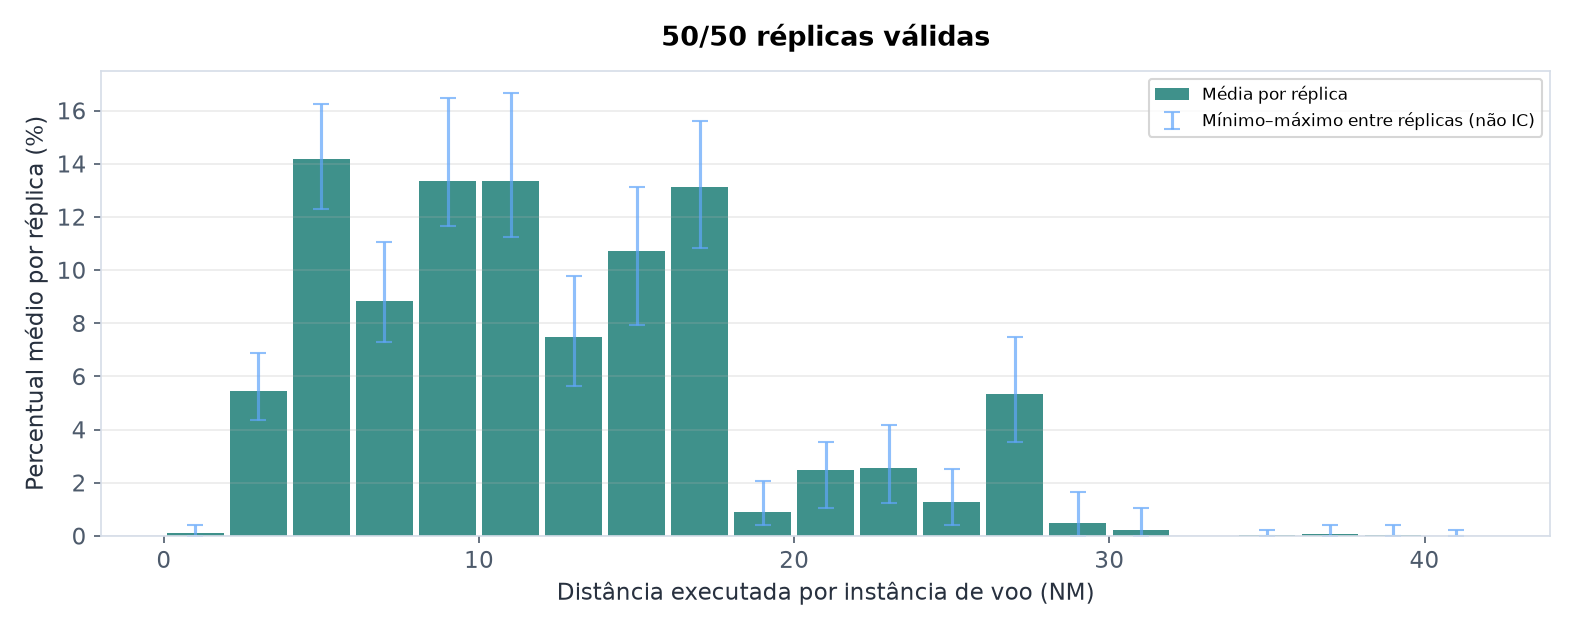 50/50 réplicas válidas
Média por réplica
Mínimo–máximo entre réplicas (não IC)
Percentual médio por réplica (%)
16
14
12
10
8
6
4
2
0
0 10 20 30 40
Distância executada por instância de voo (NM)